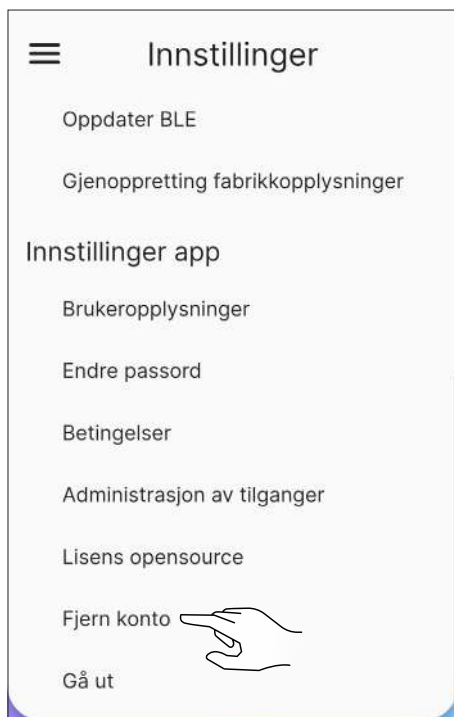 Innstillinger
Oppdater BLE
Gjenoppretting fabrikkopplysninger
Innstillinger app
Brukeropplysninger
Endre passord
Betingelser
Administrasjon av tilganger
Lisens opensource
Fjern konto
Gå ut